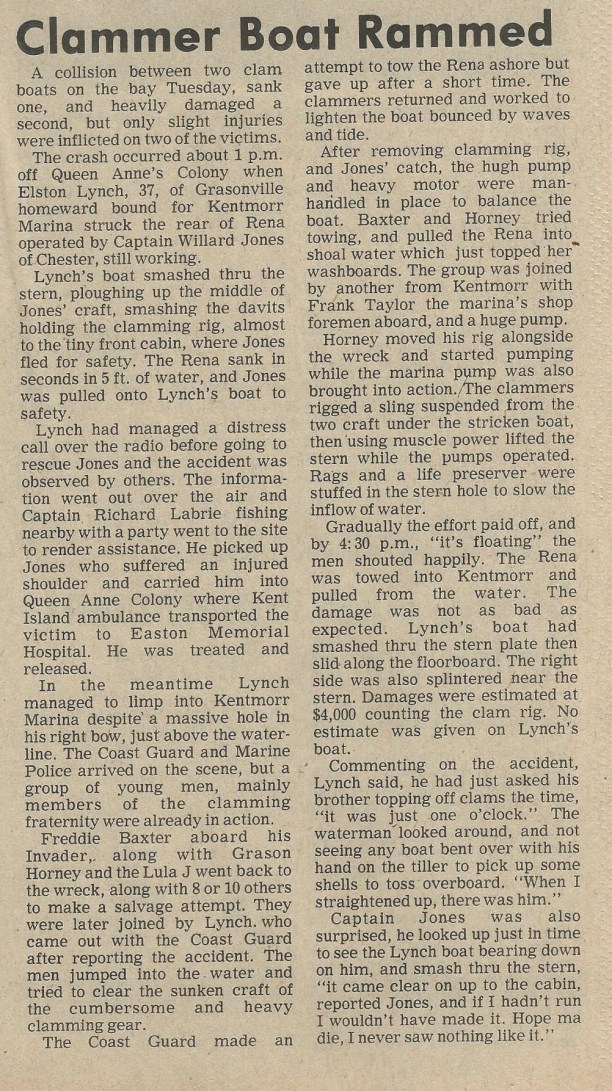 Clammer Boat Rammed
A collision between two clam
boats on the bay Tuesday, sank
one, and heavily damaged a
second, but only slight injuries
were inflicted on two of the victims.
The crash occurred about 1 p.m.
off Queen Anne's Colony when
Elston Lynch, 37, of Grasonville
homeward bound for Kentmorr
Marina struck the rear of Rena
operated by Captain Willard Jones
of Chester, still working.
Lynch's boat smashed thru the
stern, ploughing up the middle of
Jones' craft, smashing the davits
holding the clamming rig, almost
to the tiny front cabin, where Jones
fled for safety. The Rena sank in
seconds in 5 ft. of water, and Jones
was pulled onto Lynch's boat to
safety.
Lynch had managed a distress
call over the radio before going to
rescue Jones and the accident was
observed by others. The informa-
tion went out over the air and
Captain Richard Labrie fishing
nearby with a party went to the site
to render assistance. He picked up
Jones who suffered an injured
shoulder and carried him into
Queen Anne Colony where Kent
Island ambulance transported the
victim to Easton Memorial
Hospital. He was treated and
released.
In the meantime Lynch
managed to limp into Kentmorr
Marina despite a massive hole in
his right bow, just above the water-
line. The Coast Guard and Marine
Police arrived on the scene, but a
group of young men, mainly
members of the clamming
fraternity were already in action.
Freddie Baxter aboard his
Invader,. along with Grason
Horney and the Lula J went back to
the wreck, along with 8 or 10 others
to make a salvage attempt. They
were later joined by Lynch. who
came out with the Coast Guard
after reporting the accident. The
men jumped into the water and
tried to clear the sunken craft of
the cumbersome and heavy
clamming gear.
The Coast Guard made an
attempt to tow the Rena ashore but
gave up after a short time. The
clammers returned and worked to
lighten the boat bounced by waves
and tide.
After removing clamming rig,
and Jones' catch, the hugh pump
and heavy motor were man-
handled in place to balance the
boat. Baxter and Horney tried
towing, and pulled the Rena into
shoal water which just topped her
washboards. The group was joined
by another from Kentmorr with
Frank Taylor the marina's shop
foremen aboard, and a huge pump.
Horney moved his rig alongside
the wreck and started pumping
while the marina pump was also
brought into action. The clammers
rigged a sling suspended from the
two craft under the stricken boat,
then using muscle power lifted the
stern while the pumps operated.
Rags and a life preserver were
stuffed in the stern hole to slow the
inflow of water.
Gradually the effort paid off, and
by 4:30 p.m., "it's floating" the
men shouted happily. The Rena
was towed into Kentmorr and
pulled from the water. The
damage was not as bad as
expected. Lynch's boat had
smashed thru the stern plate then
slid along the floorboard. The right
side was also splintered near the
stern. Damages were estimated at
$4,000 counting the clam rig. No
estimate was given on Lynch's
boat.
Commenting on the accident,
Lynch said, he had just asked his
brother topping off clams the time,
"it was just one o'clock." The
waterman looked around, and not
seeing any boat bent over with his
hand on the tiller to pick up some
shells to toss overboard. "When I
straightened up, there was him."
Captain Jones was also
surprised, he looked up just in time
to see the Lynch boat bearing down
on him, and smash thru the stern,
"it came clear on up to the cabin,
reported Jones, and if I hadn't run
I wouldn't have made it. Hope ma
die, I never saw nothing like it."